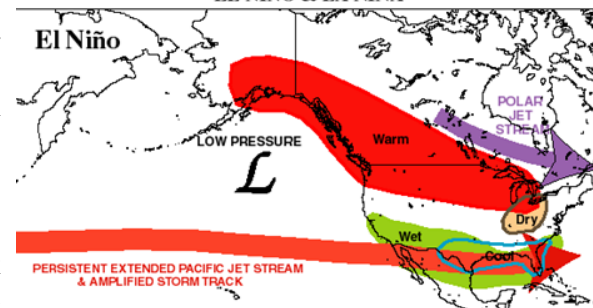 El Niño
POLAR
JET
STREAM
Warm
LOW PRESSURE
L
Dry
Wet
Cool
PERSISTENT EXTENDED PACIFIC JET STREAM
& AMPLIFIED STORM TRACK